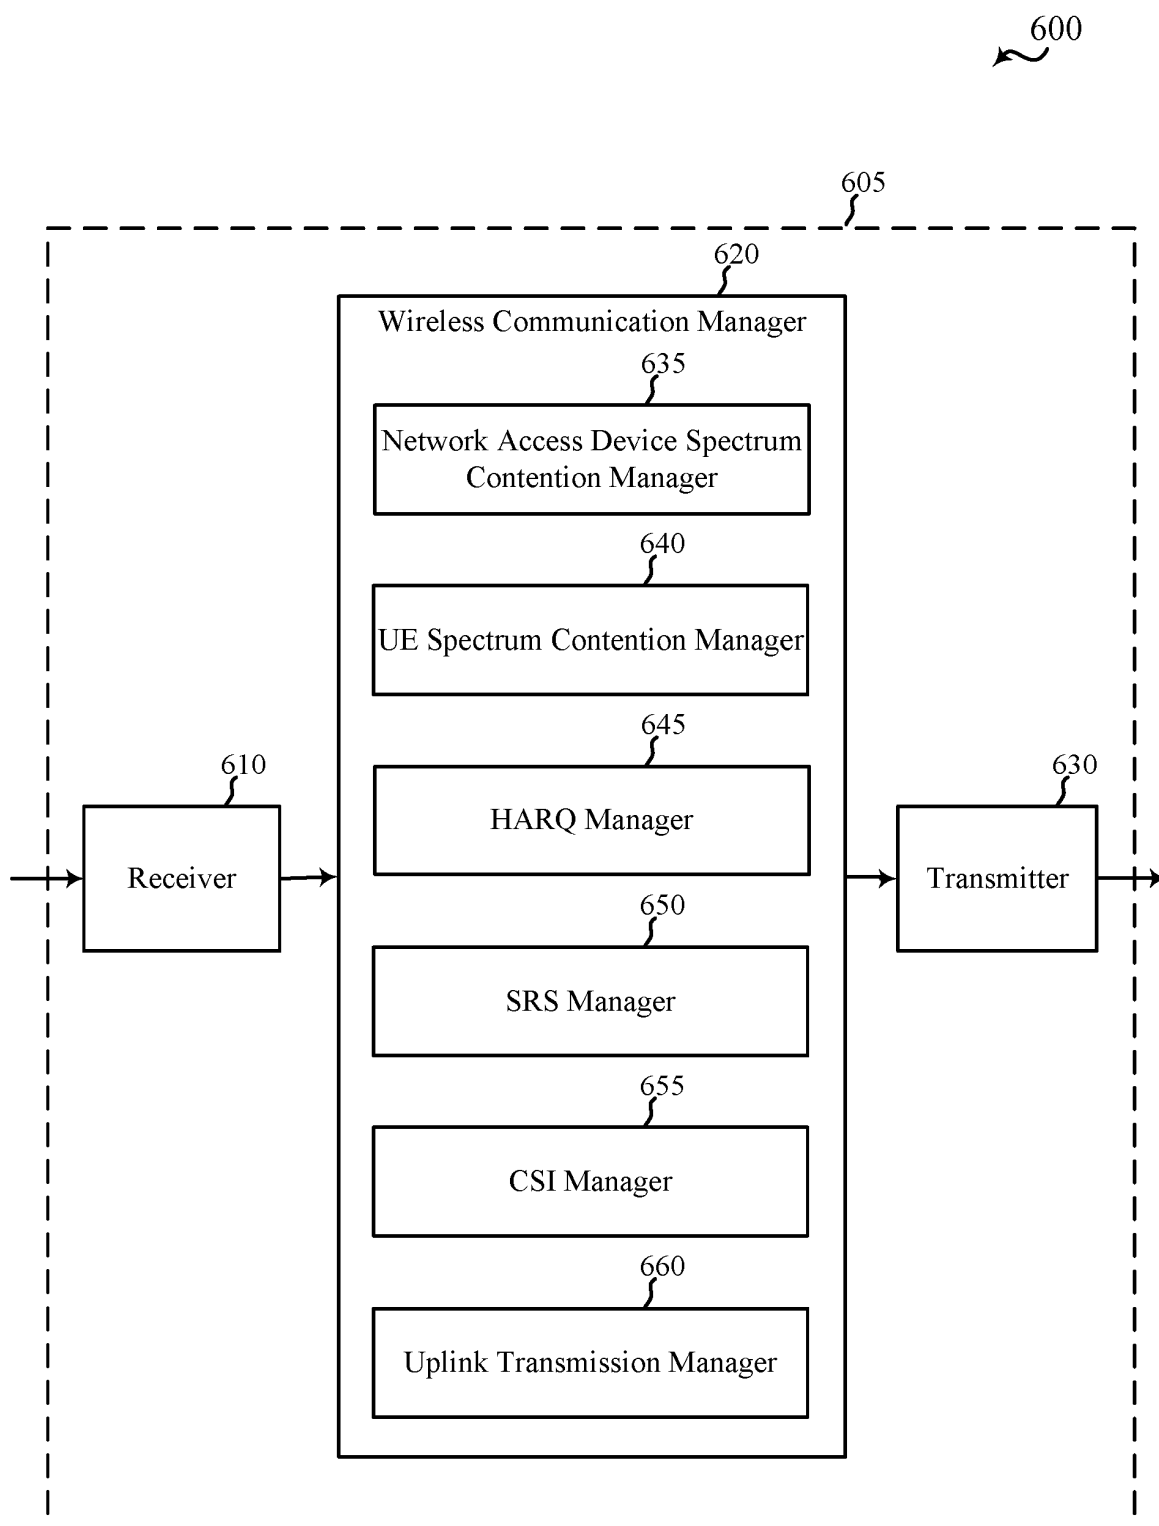 600
605
620
Wireless Communication Manager
635
Network Access Device Spectrum
Contention Manager
640
UE Spectrum Contention Manager
645
HARQ Manager
610
Receiver
630
Transmitter
650
SRS Manager
655
CSI Manager
660
Uplink Transmission Manager